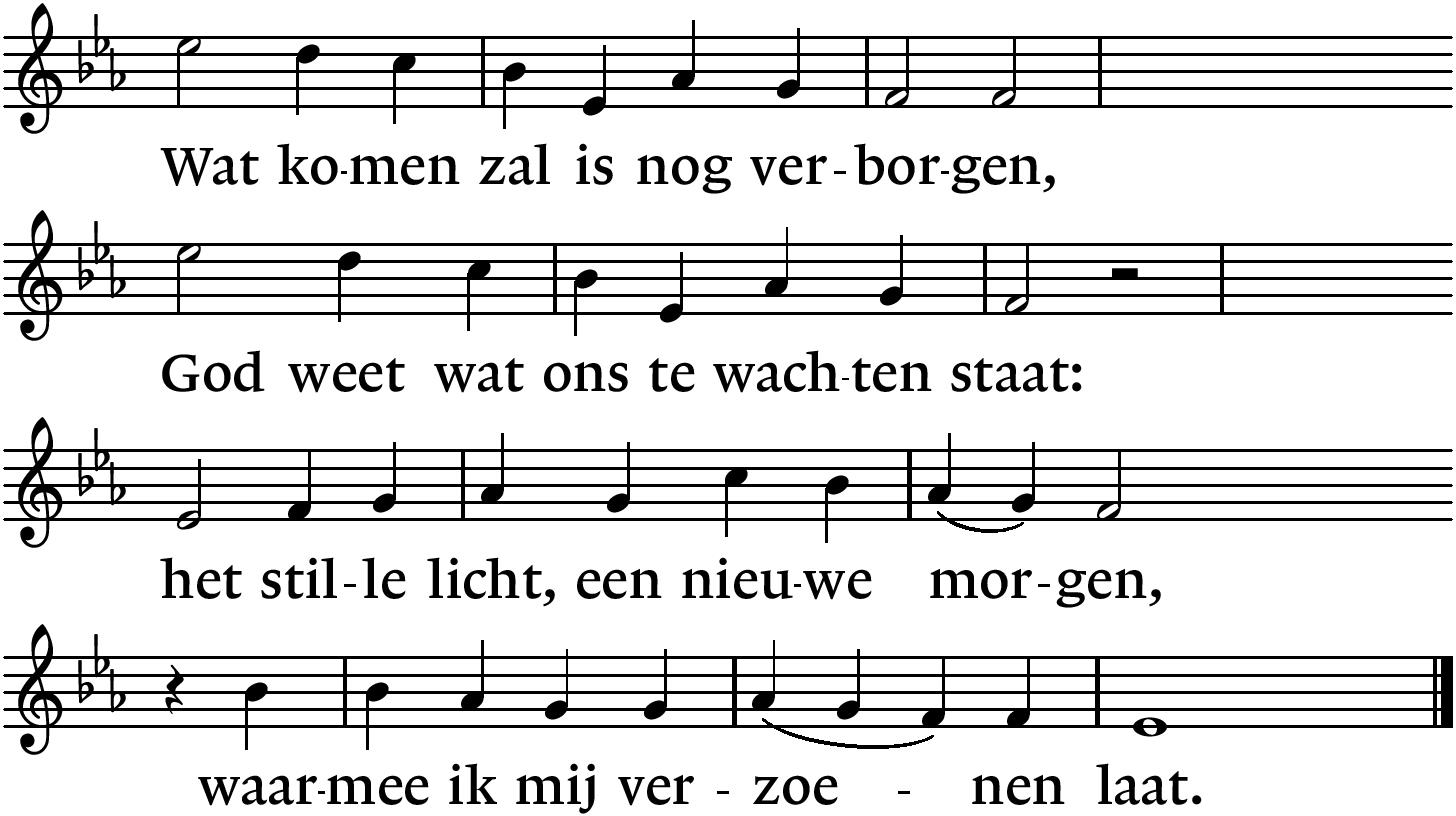 Wat ko-men zal is nog ver-bor-gen,
God weet wat ons te wach-ten staat:
het stil-le licht, een nieu-we mor-gen,
waar-mee ik mij ver - zoe - nen laat.